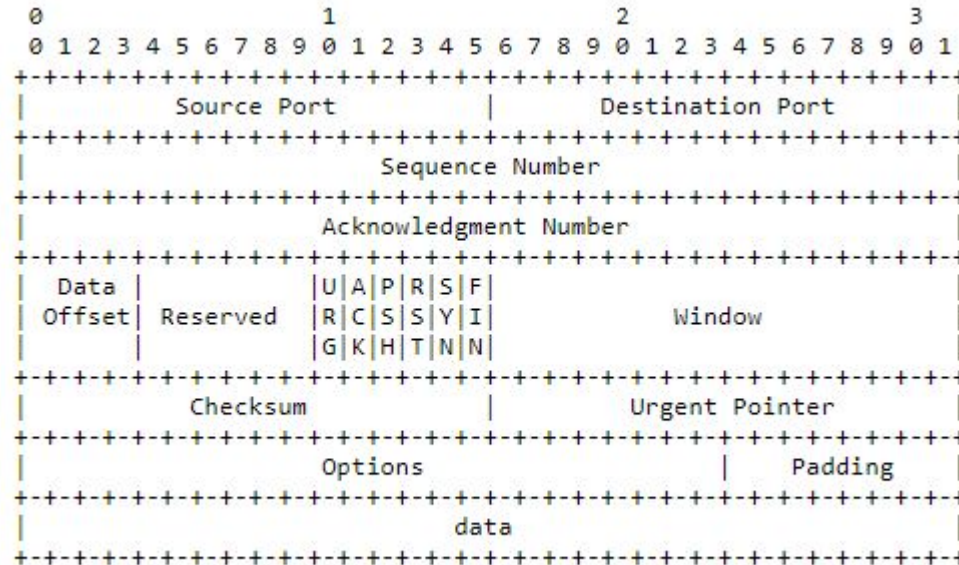 0                   1                   2                   3
 0 1 2 3 4 5 6 7 8 9 0 1 2 3 4 5 6 7 8 9 0 1 2 3 4 5 6 7 8 9 0 1
+-+-+-+-+-+-+-+-+-+-+-+-+-+-+-+-+-+-+-+-+-+-+-+-+-+-+-+-+-+-+-+-+
|          Source Port          |       Destination Port        |
+-+-+-+-+-+-+-+-+-+-+-+-+-+-+-+-+-+-+-+-+-+-+-+-+-+-+-+-+-+-+-+-+
|                        Sequence Number                        |
+-+-+-+-+-+-+-+-+-+-+-+-+-+-+-+-+-+-+-+-+-+-+-+-+-+-+-+-+-+-+-+-+
|                    Acknowledgment Number                      |
+-+-+-+-+-+-+-+-+-+-+-+-+-+-+-+-+-+-+-+-+-+-+-+-+-+-+-+-+-+-+-+-+
|  Data |           |U|A|P|R|S|F|                               |
| Offset| Reserved  |R|C|S|S|Y|I|            Window             |
|       |           |G|K|H|T|N|N|                               |
+-+-+-+-+-+-+-+-+-+-+-+-+-+-+-+-+-+-+-+-+-+-+-+-+-+-+-+-+-+-+-+-+
|           Checksum            |         Urgent Pointer        |
+-+-+-+-+-+-+-+-+-+-+-+-+-+-+-+-+-+-+-+-+-+-+-+-+-+-+-+-+-+-+-+-+
|                    Options                    |    Padding    |
+-+-+-+-+-+-+-+-+-+-+-+-+-+-+-+-+-+-+-+-+-+-+-+-+-+-+-+-+-+-+-+-+
|                             data                              |
+-+-+-+-+-+-+-+-+-+-+-+-+-+-+-+-+-+-+-+-+-+-+-+-+-+-+-+-+-+-+-+-+